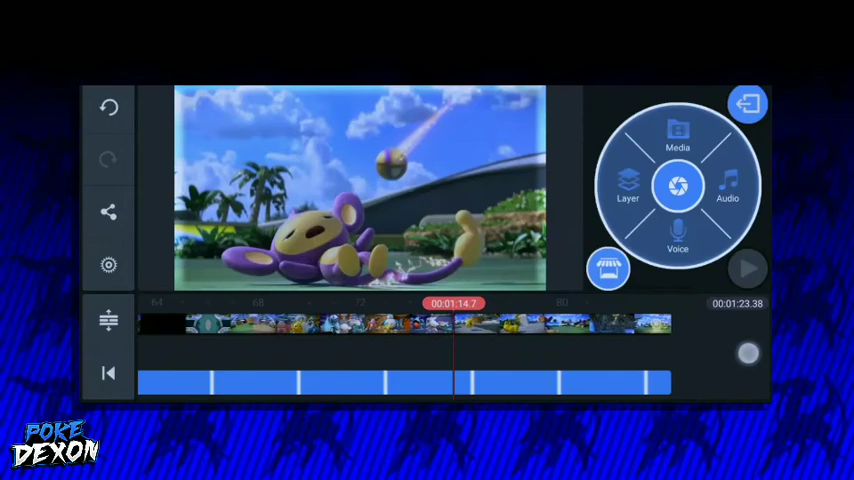 Media
Layer
Audio
Voice
64
68
72
00:01:14.7
80
00:01:23.38
POKE
DEXON